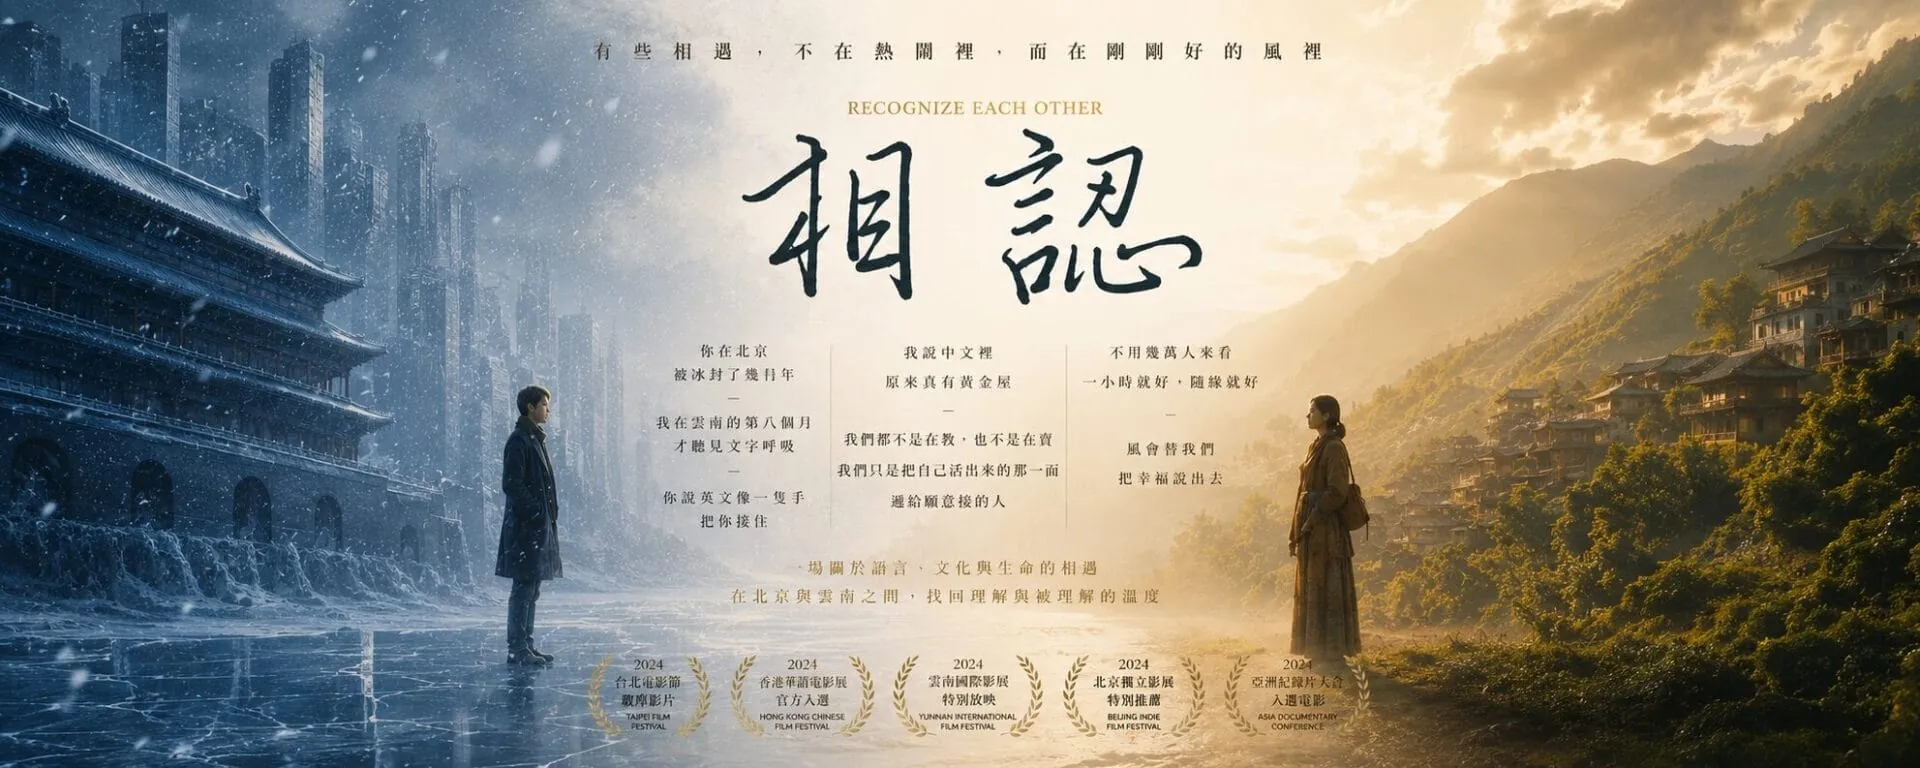 有些相遇，不在熱鬧裡，而在剛剛好的風裡
RECOGNIZE EACH OTHER
相認
你在北京
被冰封了幾年
—
我在雲南的第八個月
才聽見文字呼吸
—
你說英文像一隻手
把你接住
我說中文裡
原來真有黃金屋
—
我們都不是在教，也不是在賣
我們只是把自己活出來的那一面
遞給願意接的人
不用幾萬人來看
一小時就好，隨緣就好
—
風會替我們
把幸福說出去
一場關於語言、文化與生命的相遇
在北京與雲南之間，找回理解與被理解的溫度
2024
台北電影節
影片
TAIPEI FILM
FESTIVAL
2024
香港華語電影展
官方入選
HONG KONG CHINESE
FILM FESTIVAL
2024
雲南國際影展
特別放映
YUNNAN INTERNATIONAL
FILM FESTIVAL
2024
北京獨立影展
特別推薦
BEIJING INDIE
FILM FESTIVAL
2024
亞洲紀錄片大會
入選電影
ASIA DOCUMENTARY
CONFERENCE